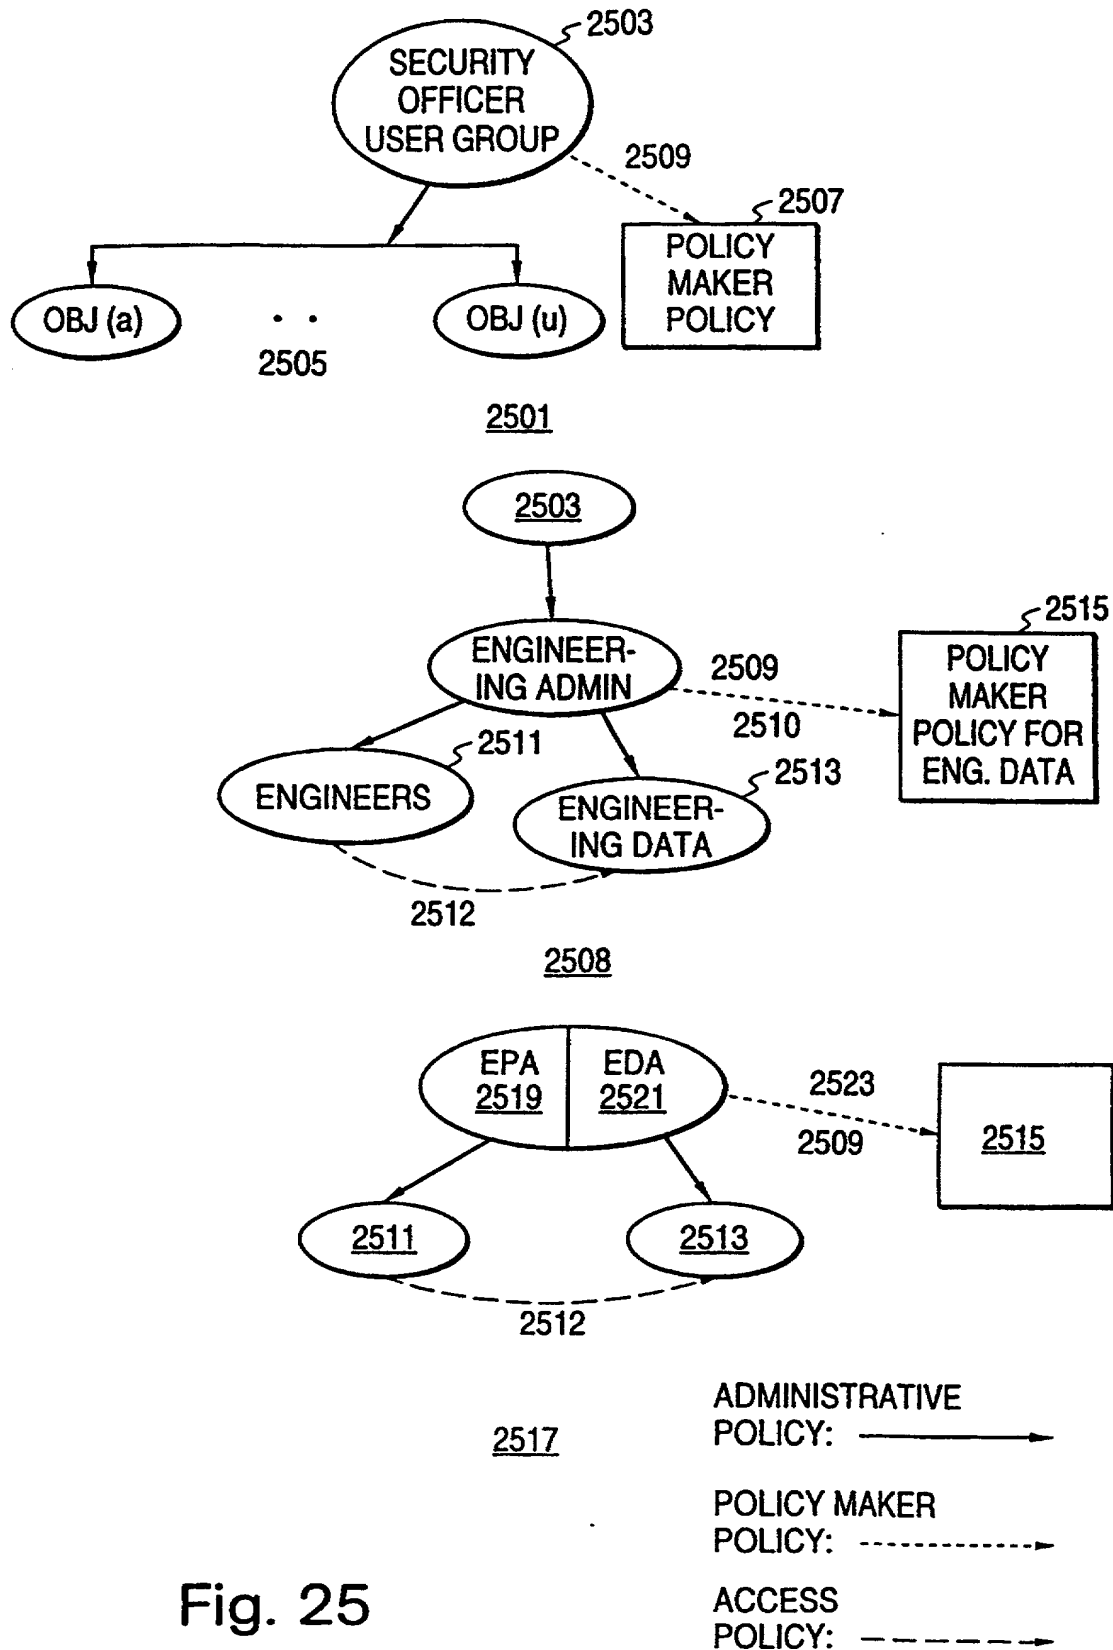 2503
SECURITY
OFFICER
USER GROUP
2509
2507
POLICY
MAKER
POLICY
OBJ (a)
. .
OBJ (u)
2505
2501
2503
2515
ENGINEER-
ING ADMIN
2509
2510
POLICY
MAKER
POLICY FOR
ENG. DATA
2511
ENGINEERS
2513
ENGINEER-
ING DATA
2512
2508
EPA
2519
EDA
2521
2523
2509
2515
2511
2513
2512
2517
ADMINISTRATIVE
POLICY:
POLICY MAKER
POLICY:
ACCESS
POLICY:
Fig. 25